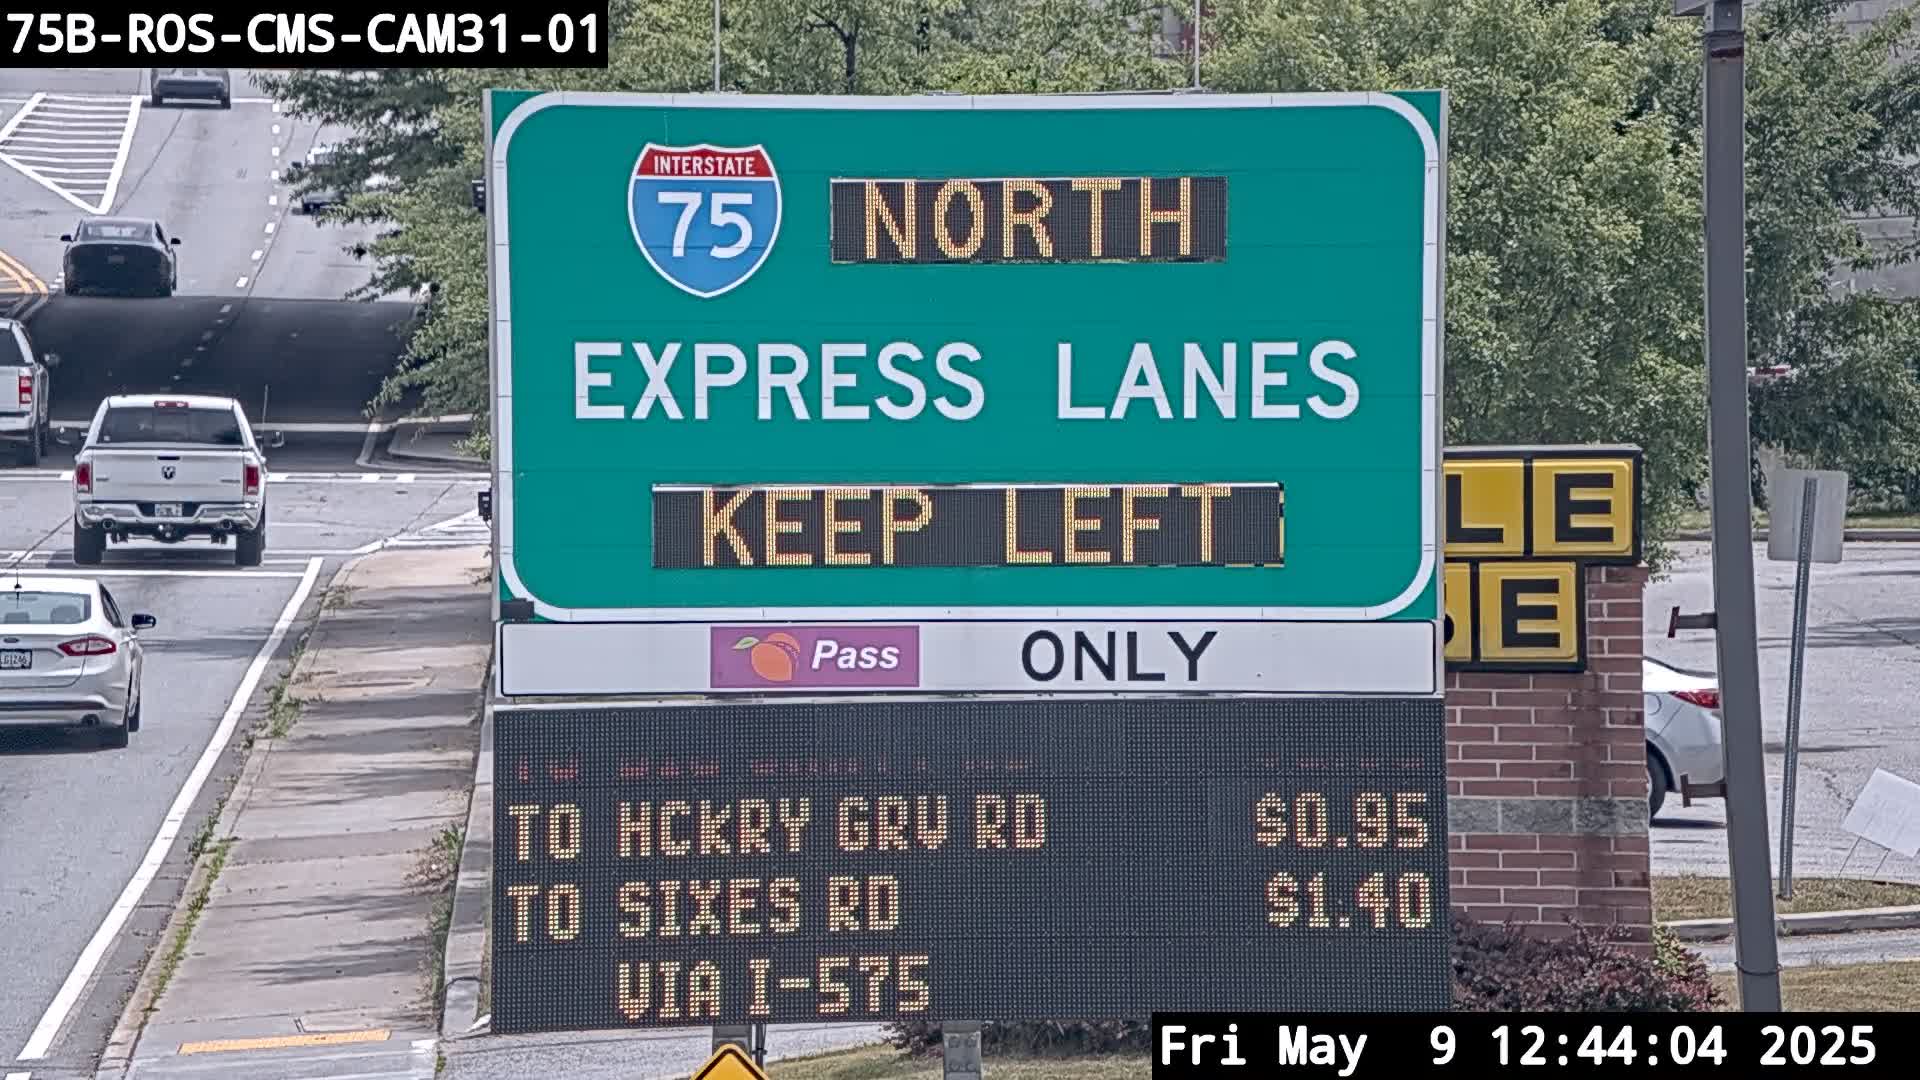 75B-ROS-CMS-CAM31-01
INTERSTATE
75
NORTH
EXPRESS LANES
KEEP LEFT
Pass ONLY
TO HCKRY GRV RD $0.95
TO SIXES RD $1.40
VIA I-575
LE
E
Fri May 9 12:44:04 2025